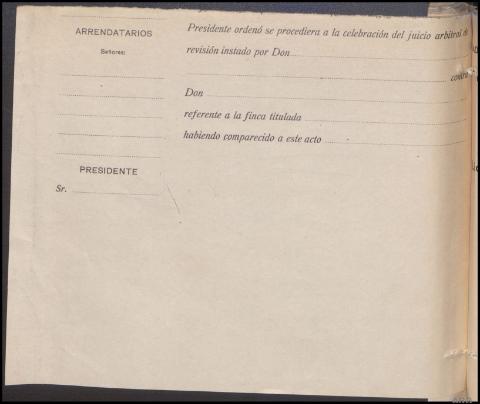 ARRENDATARIOS
Señores:
PRESIDENTE
Sr.
Presidente ordenó se procediera a la celebración del juicio arbitral de
revisión instado por Don
contra
Don
referente a la finca titulada
habiendo comparecido a este acto